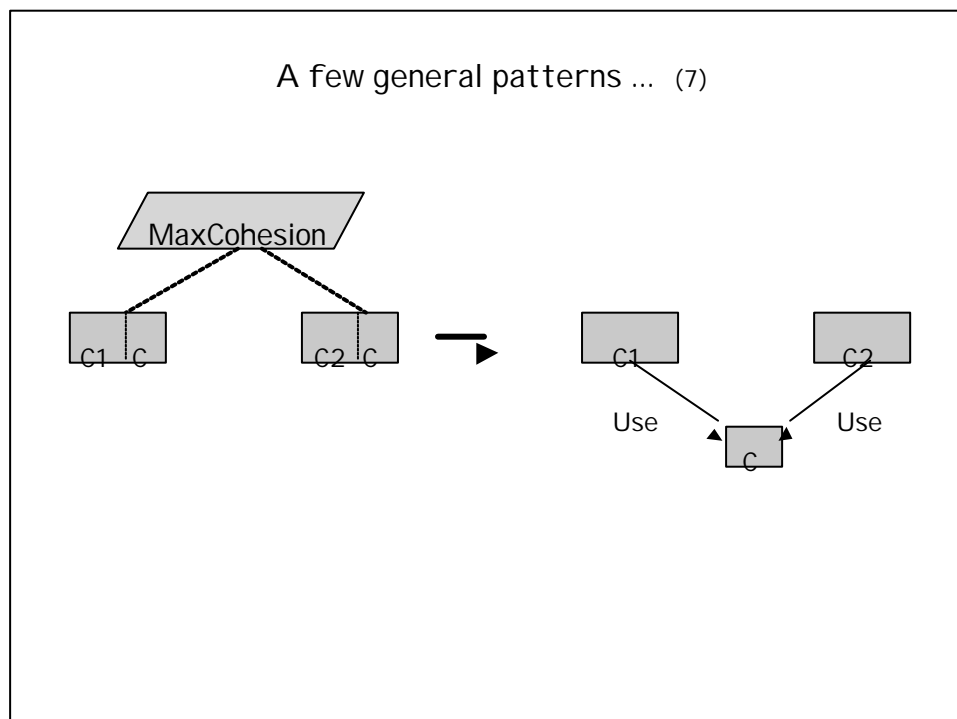 A few general patterns ... (7)
MaxCohesion
C1 C
C2 C
C1
C2
Use
Use
C